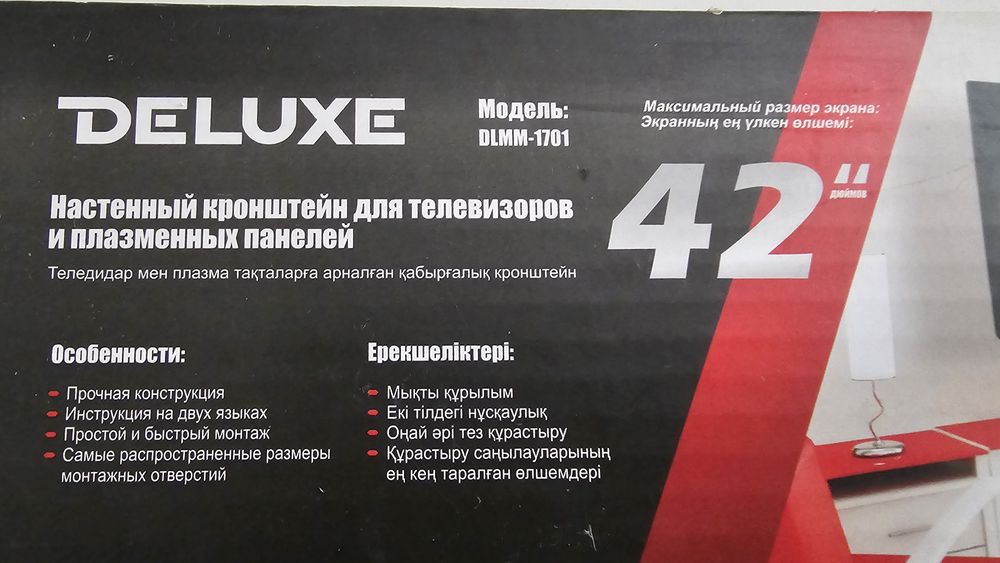 DELUXE
Модель:
DLMM-1701
Максимальный размер экрана:
Экранның ең үлкен өлшемі:
42"
дюймов
Настенный кронштейн для телевизоров
и плазменных панелей
Теледидар мен плазма тақталарға арналған қабырғалық кронштейн
Особенности:
Прочная конструкция
Инструкция на двух языках
Простой и быстрый монтаж
Самые распространенные размеры
монтажных отверстий
Ерекшеліктері:
Мықты құрылым
Екі тілдегі нұсқаулық
Оңай әрі тез құрастыру
Құрастыру саңылауларының
ең кең таралған өлшемдері